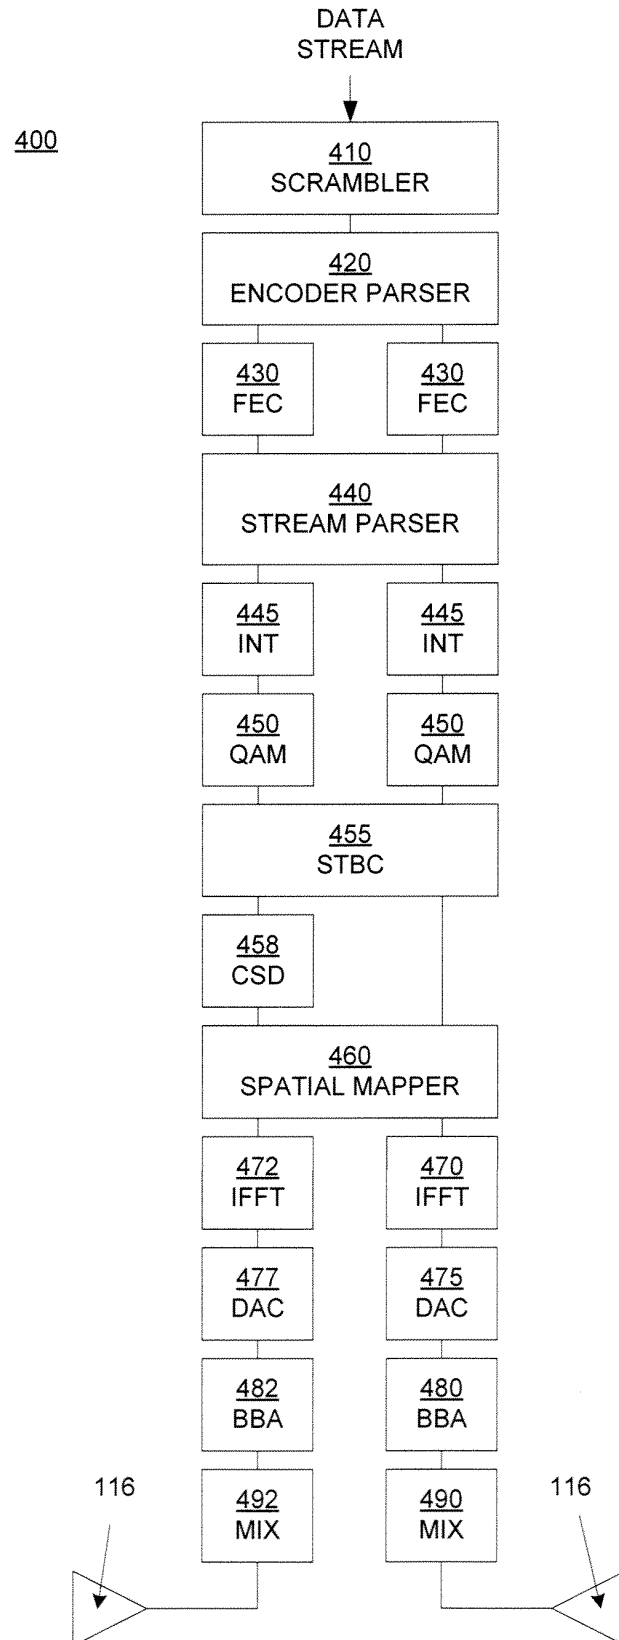 DATA
STREAM
400
410
SCRAMBLER
420
ENCODER PARSER
430
FEC
430
FEC
440
STREAM PARSER
445
INT
445
INT
450
QAM
450
QAM
455
STBC
458
CSD
460
SPATIAL MAPPER
472
IFFT
470
IFFT
477
DAC
475
DAC
482
BBA
480
BBA
116
492
MIX
490
MIX
116